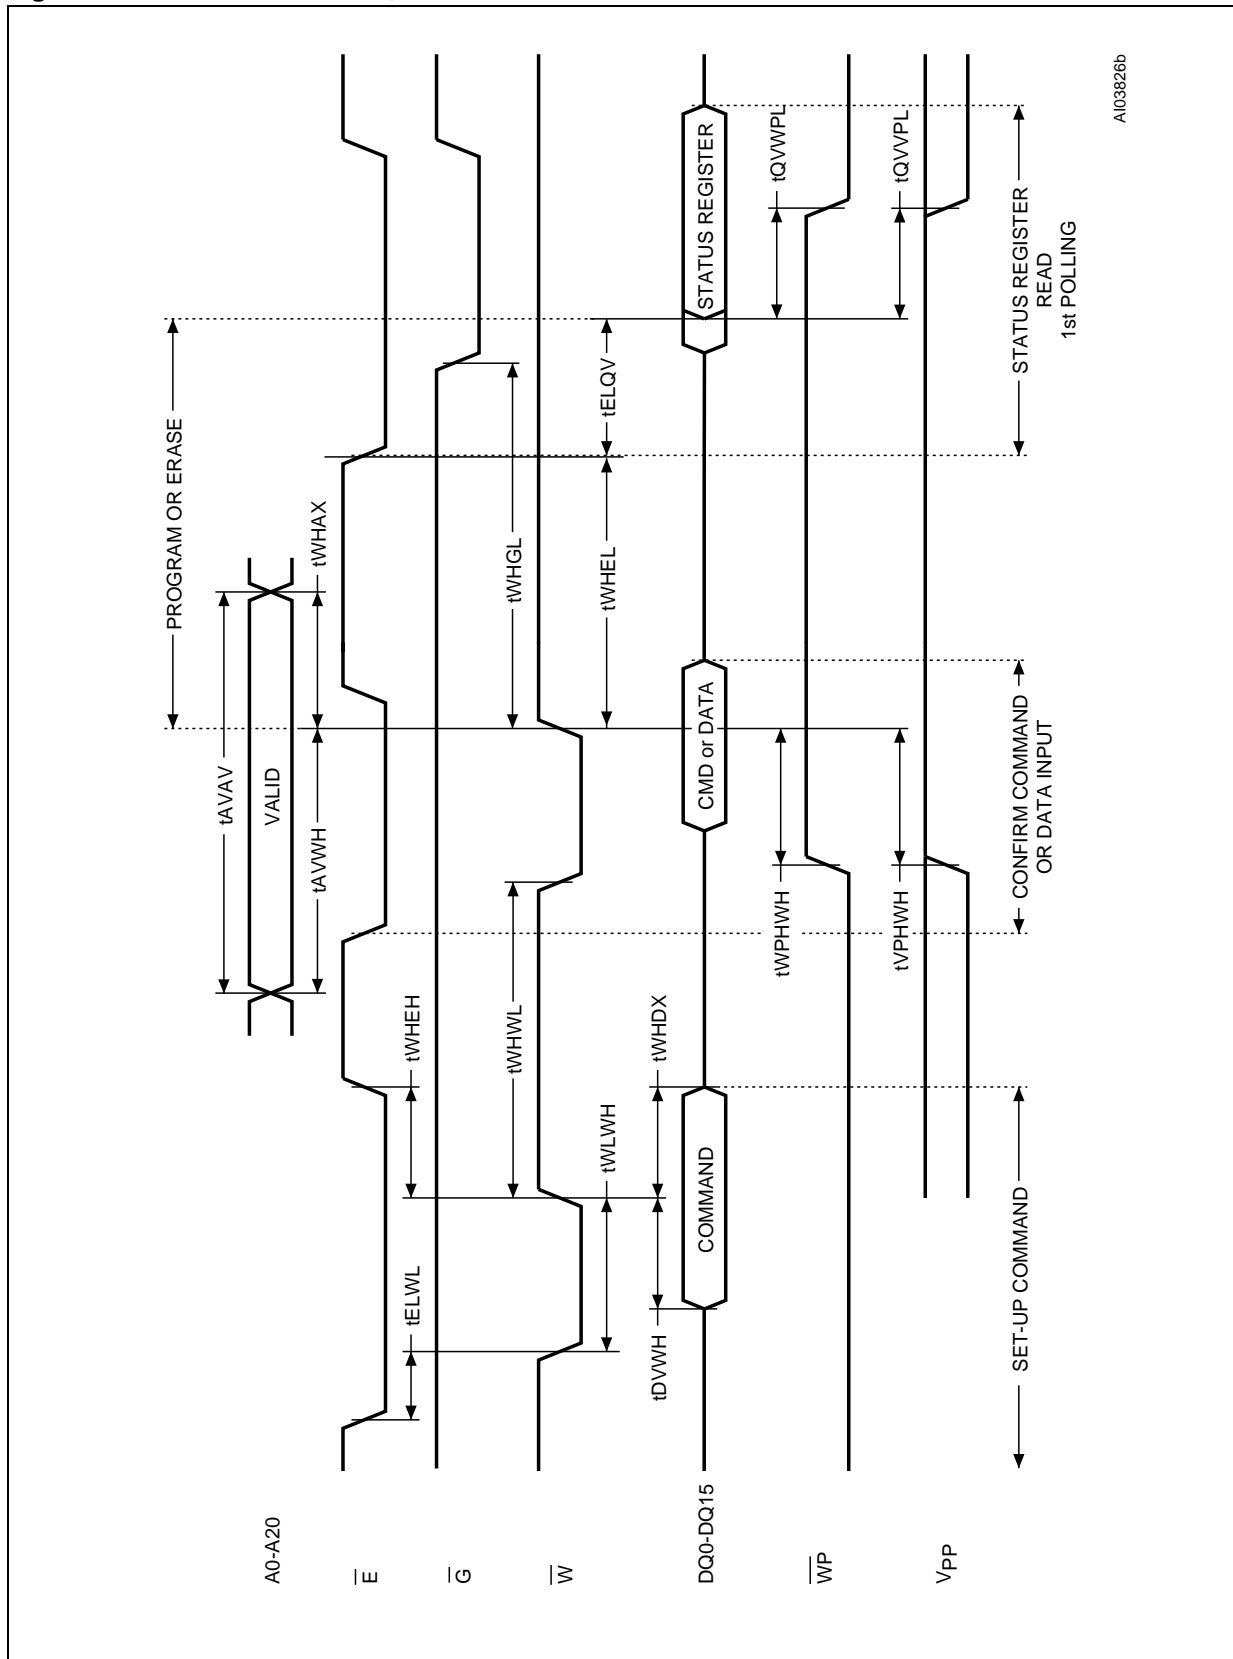 A0-A20
E
G
W
DQ0-DQ15
WP
VPP
tAVAV
VALID
PROGRAM OR ERASE
tAVWH
tWHAX
tELWL
tWHEH
tWHWL
tWHGL
tWLWH
tWHEL
tELQV
tDVWH
tWHDX
COMMAND
CMD or DATA
STATUS REGISTER
tWPHWH
tQVWPL
tVPHWH
tQVVPL
SET-UP COMMAND
CONFIRM COMMAND
OR DATA INPUT
STATUS REGISTER
READ
1st POLLING
AI03826b